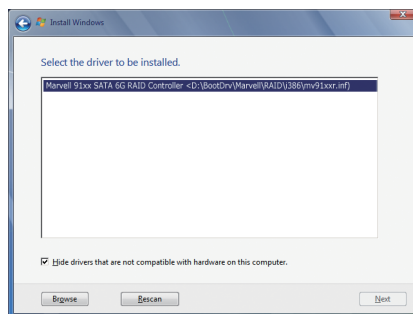 Install Windows
Select the driver to be installed.
Marvell 91xx SATA 6G RAID Controller <D:\BootDrv\Marvell\RAID\i386\mv91xxr.inf)
Hide drivers that are not compatible with hardware on this computer.
Browse
Rescan
Next